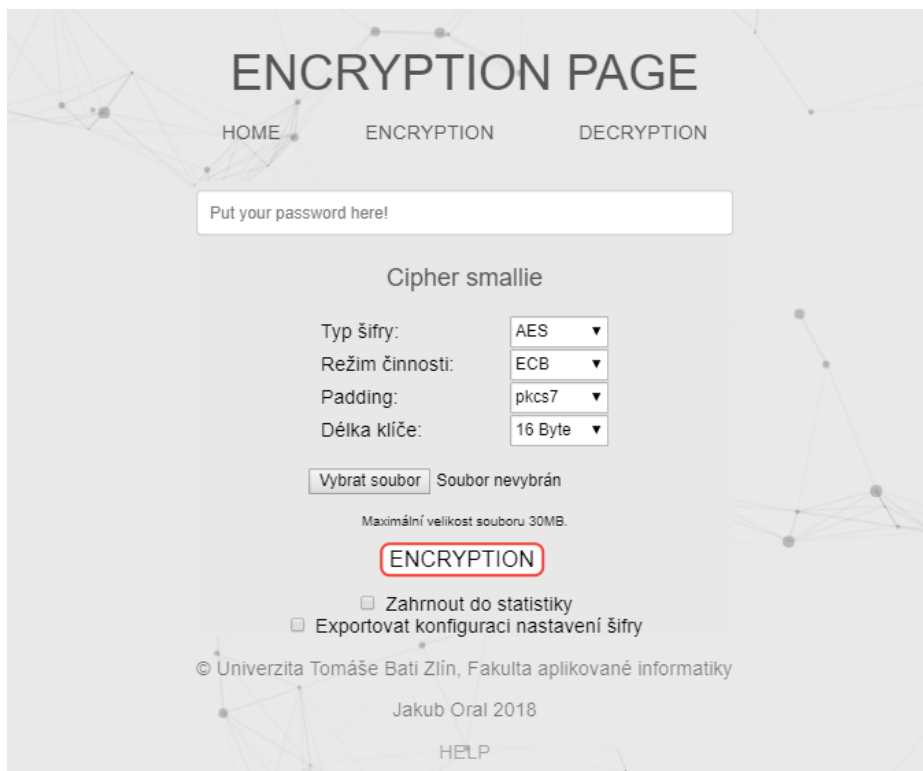 ENCRYPTION PAGE
HOME ENCRYPTION DECRYPTION
Put your password here!
Cipher smallie
Typ šifry: AES
Režim činnosti: ECB
Padding: pkcs7
Délka klíče: 16 Byte
Vybrat soubor Soubor nevybrán
Maximální velikost souboru 30MB.
ENCRYPTION
Zahrnout do statistiky
Exportovat konfiguraci nastavení šifry
© Univerzita Tomáše Bati Zlín, Fakulta aplikované informatiky
Jakub Oral 2018
HELP